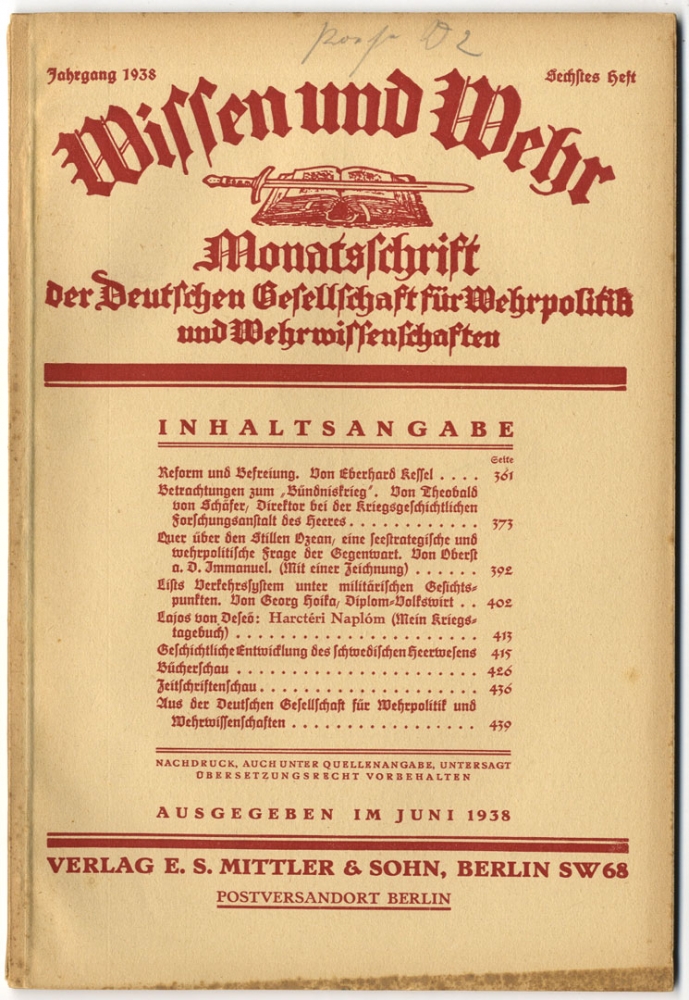 D2
Jahrgang 1938
Sechstes Heft
Wissen und Wehr
Monatsschrift
der Deutschen Gesellschaft für Wehrpolitik
und Wehrwissenschaften
INHALTSANGABE
Seite
Reform und Befreiung. Von Eberhard Kessel . . . . 361
Betrachtungen zum „Bündniskrieg“. Von Theobald
von Schäfer, Direktor bei der Kriegsgeschichtlichen
Forschungsanstalt des Heeres . . . . . . . . . . . . 373
Quer über den Stillen Ozean, eine seestrategische und
wehrpolitische Frage der Gegenwart. Von Oberst
a. D. Immanuel. (Mit einer Zeichnung) . . . . . . 392
Lists Verkehrssystem unter militärischen Gesichts-
punkten. Von Georg Hoika, Diplom-Volkswirt . . 402
Lajos von Deseö: Harctéri Naplóm (Mein Kriegs-
tagebuch) . . . . . . . . . . . . . . . . . . . . . 413
Geschichtliche Entwicklung des schwedischen Heerwesens 415
Bücherschau . . . . . . . . . . . . . . . . . . . . . 426
Zeitschriftenschau . . . . . . . . . . . . . . . . . . . 436
Aus der Deutschen Gesellschaft für Wehrpolitik und
Wehrwissenschaften . . . . . . . . . . . . . . . . 439
NACHDRUCK, AUCH UNTER QUELLENANGABE, UNTERSAGT
ÜBERSETZUNGSRECHT VORBEHALTEN
AUSGEGEBEN IM JUNI 1938
VERLAG E. S. MITTLER & SOHN, BERLIN SW 68
POSTVERSANDORT BERLIN